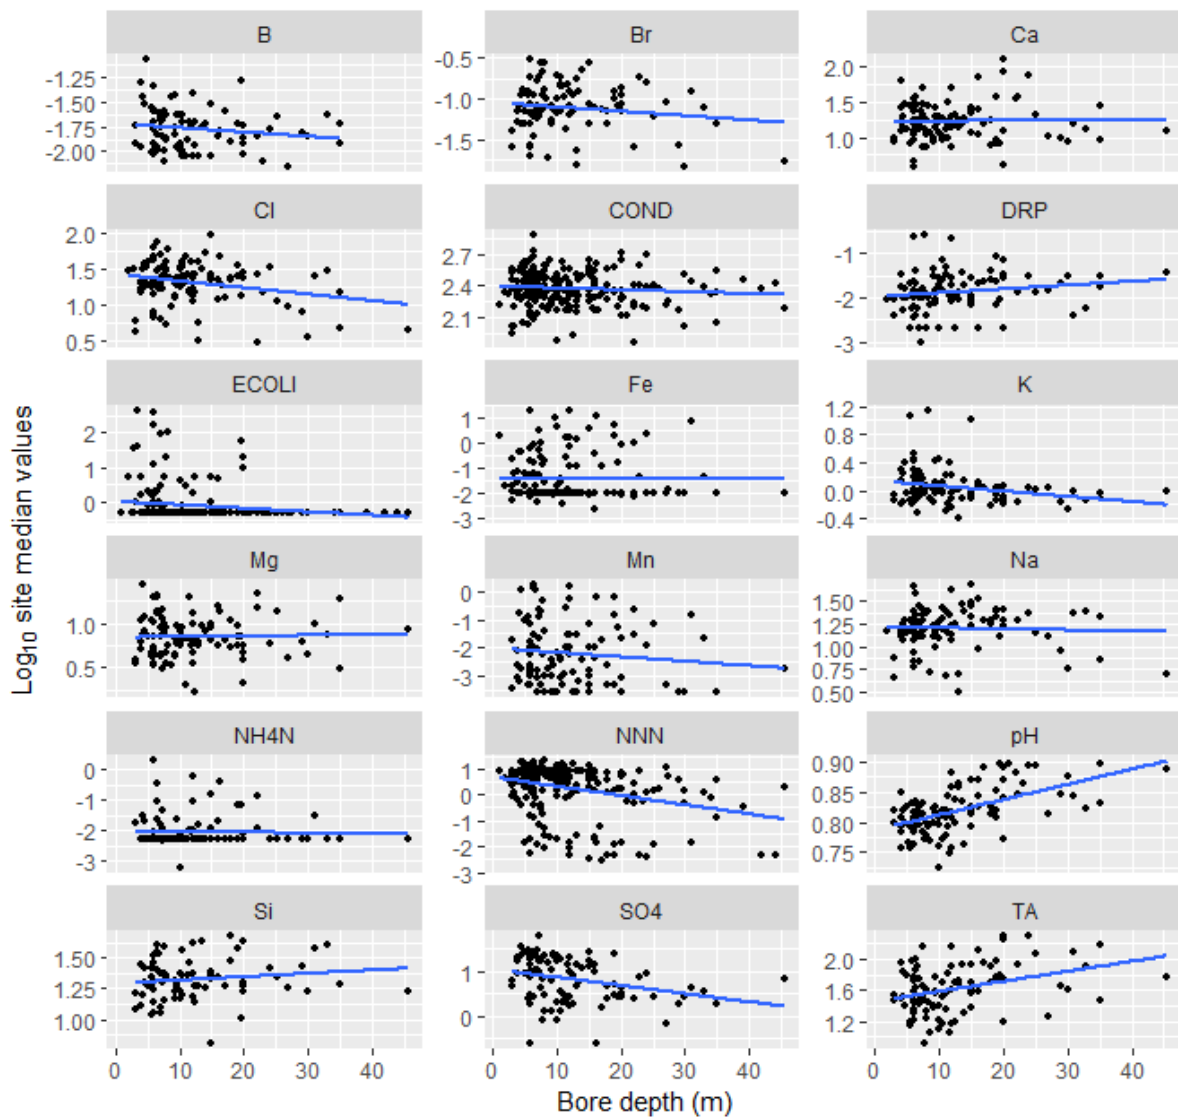 B Br Ca
-1.25 -0.5 2.0
-1.50 -1.0 1.5
-1.75 -1.5 1.0
-2.00
Cl COND DRP
2.0 2.7 -1
1.5 2.4 -2
1.0 2.1 -3
0.5
ECOLI Fe K
2 1 1.2
1 0 0.8
0 -1 0.4
-2 0.0
-3 -0.4
Mg Mn Na
1.0 0 1.50
0.5 -1 1.25
-2 1.00
-3 0.75
0.50
NH4N NNN pH
0 1 0.90
-1 0 0.85
-2 -1 0.80
-3 -2 0.75
-3
Si SO4 TA
1.50 1 2.0
1.25 0 1.6
1.00 1.2
0 10 20 30 40 0 10 20 30 40 0 10 20 30 40
Bore depth (m)
Log10 site median values